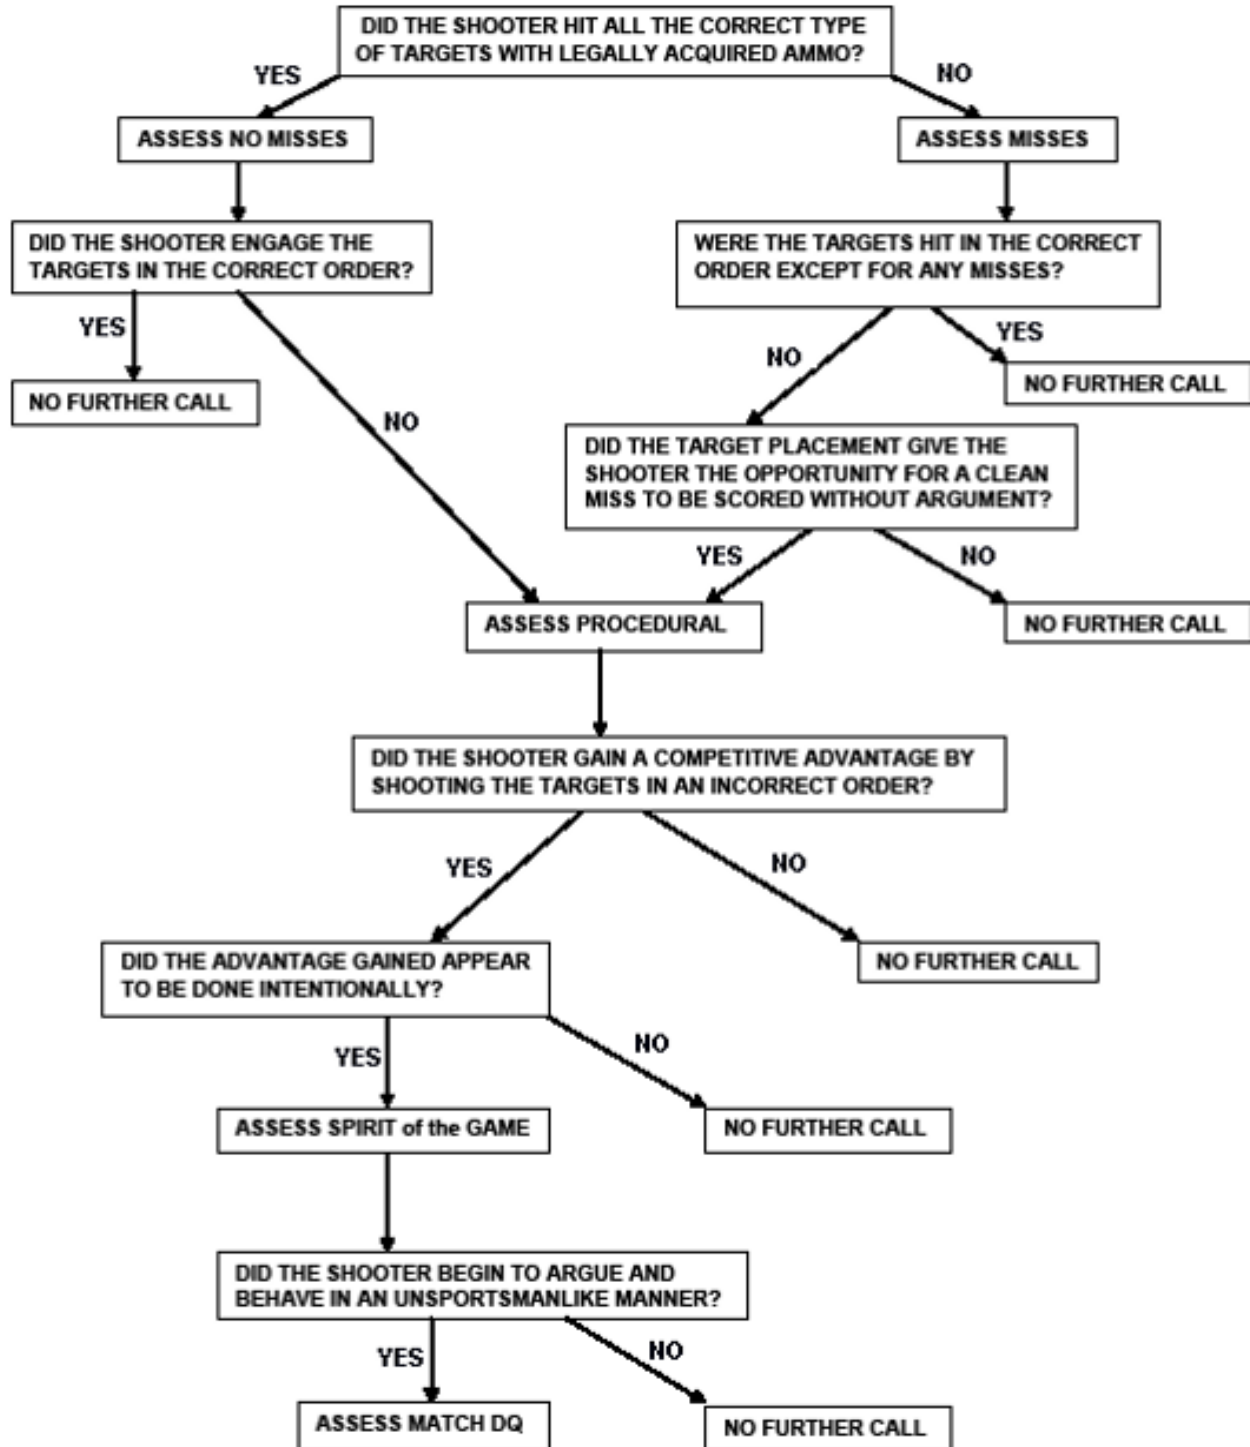 DID THE SHOOTER HIT ALL THE CORRECT TYPE
OF TARGETS WITH LEGALLY ACQUIRED AMMO?
YES
NO
ASSESS NO MISSES
ASSESS MISSES
DID THE SHOOTER ENGAGE THE
TARGETS IN THE CORRECT ORDER?
WERE THE TARGETS HIT IN THE CORRECT
ORDER EXCEPT FOR ANY MISSES?
YES
NO
YES
NO FURTHER CALL
NO FURTHER CALL
NO
DID THE TARGET PLACEMENT GIVE THE
SHOOTER THE OPPORTUNITY FOR A CLEAN
MISS TO BE SCORED WITHOUT ARGUMENT?
YES
NO
ASSESS PROCEDURAL
NO FURTHER CALL
DID THE SHOOTER GAIN A COMPETITIVE ADVANTAGE BY
SHOOTING THE TARGETS IN AN INCORRECT ORDER?
YES
NO
DID THE ADVANTAGE GAINED APPEAR
TO BE DONE INTENTIONALLY?
NO FURTHER CALL
YES
NO
ASSESS SPIRIT of the GAME
NO FURTHER CALL
DID THE SHOOTER BEGIN TO ARGUE AND
BEHAVE IN AN UNSPORTSMANLIKE MANNER?
YES
NO
ASSESS MATCH DQ
NO FURTHER CALL